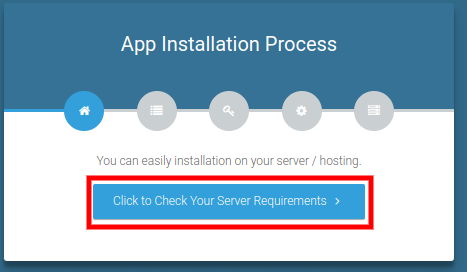 App Installation Process
You can easily installation on your server / hosting.
Click to Check Your Server Requirements